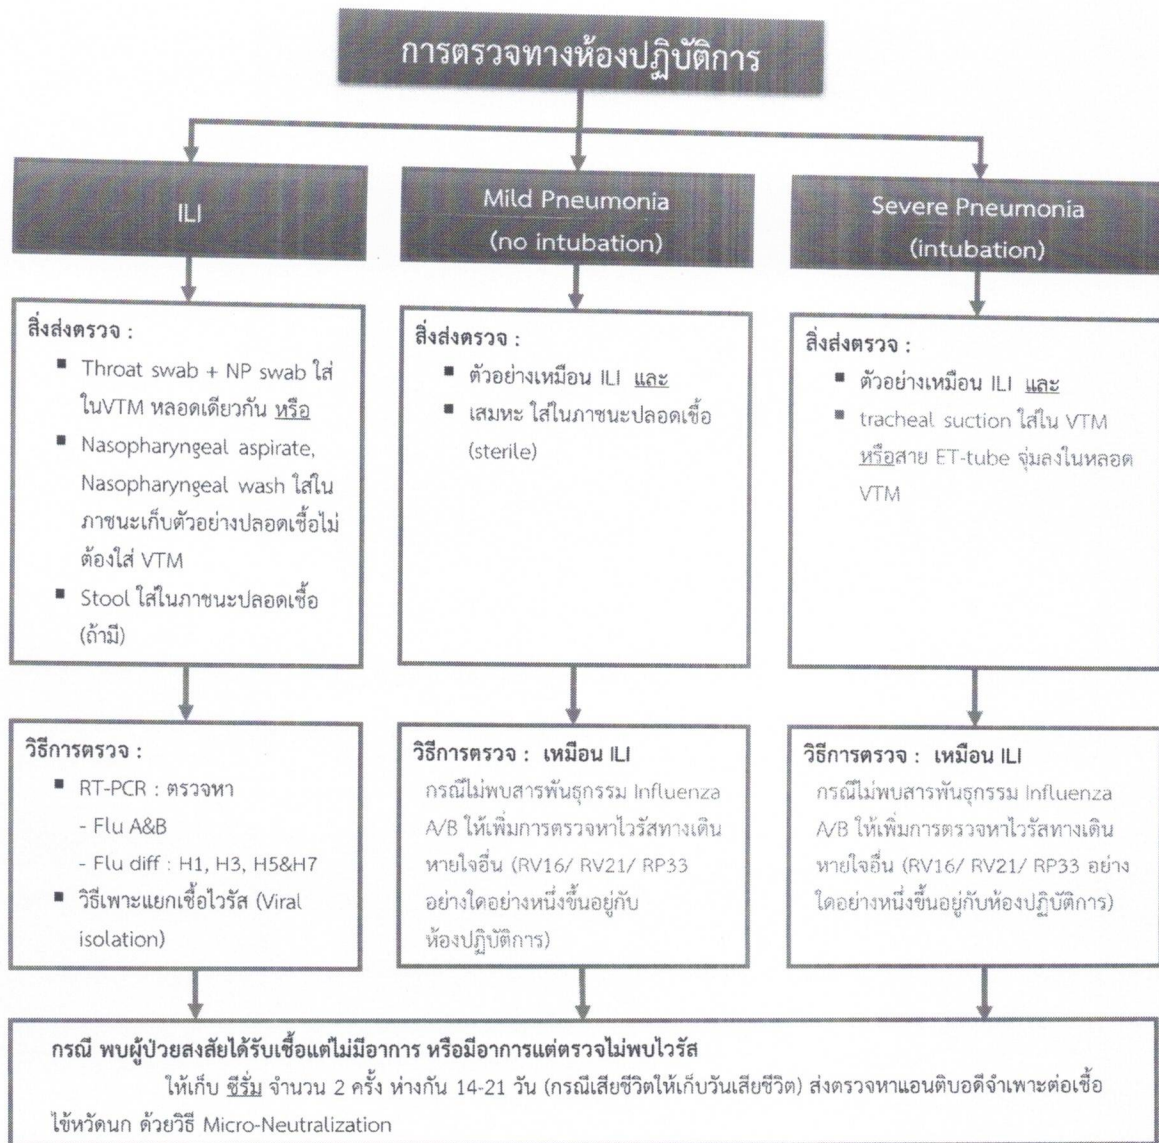 การตรวจทางห้องปฏิบัติการ
ILI
Mild Pneumonia
(no intubation)
Severe Pneumonia
(intubation)
สิ่งส่งตรวจ :
■ Throat swab + NP swab ใส่
ในVTM หลอดเดียวกัน หรือ
■ Nasopharyngeal aspirate,
Nasopharyngeal wash ใส่ใน
ภาชนะเก็บตัวอย่างปลอดเชื้อไม่
ต้องใส่ VTM
■ Stool ใส่ในภาชนะปลอดเชื้อ
(ถ้ามี)
สิ่งส่งตรวจ :
■ ตัวอย่างเหมือน ILI และ
■ เสมหะ ใส่ในภาชนะปลอดเชื้อ
(sterile)
สิ่งส่งตรวจ :
■ ตัวอย่างเหมือน ILI และ
■ tracheal suction ใส่ใน VTM
หรือสาย ET-tube จุ่มลงในหลอด
VTM
วิธีการตรวจ :
■ RT-PCR : ตรวจหา
- Flu A&B
- Flu diff : H1, H3, H5&H7
■ วิธีเพาะแยกเชื้อไวรัส (Viral
isolation)
วิธีการตรวจ : เหมือน ILI
กรณีไม่พบสารพันธุกรรม Influenza
A/B ให้เพิ่มการตรวจหาไวรัสทางเดิน
หายใจอื่น (RV16/ RV21/ RP33
อย่างใดอย่างหนึ่งขึ้นอยู่กับ
ห้องปฏิบัติการ)
วิธีการตรวจ : เหมือน ILI
กรณีไม่พบสารพันธุกรรม Influenza
A/B ให้เพิ่มการตรวจหาไวรัสทางเดิน
หายใจอื่น (RV16/ RV21/ RP33 อย่าง
ใดอย่างหนึ่งขึ้นอยู่กับห้องปฏิบัติการ)
กรณี พบผู้ป่วยสงสัยได้รับเชื้อแต่ไม่มีอาการ หรือมีอาการแต่ตรวจไม่พบไวรัส
ให้เก็บ ซีรั่ม จำนวน 2 ครั้ง ห่างกัน 14-21 วัน (กรณีเสียชีวิตให้เก็บวันเสียชีวิต) ส่งตรวจหาแอนติบอดีจำเพาะต่อเชื้อ
ไข้หวัดนก ด้วยวิธี Micro-Neutralization